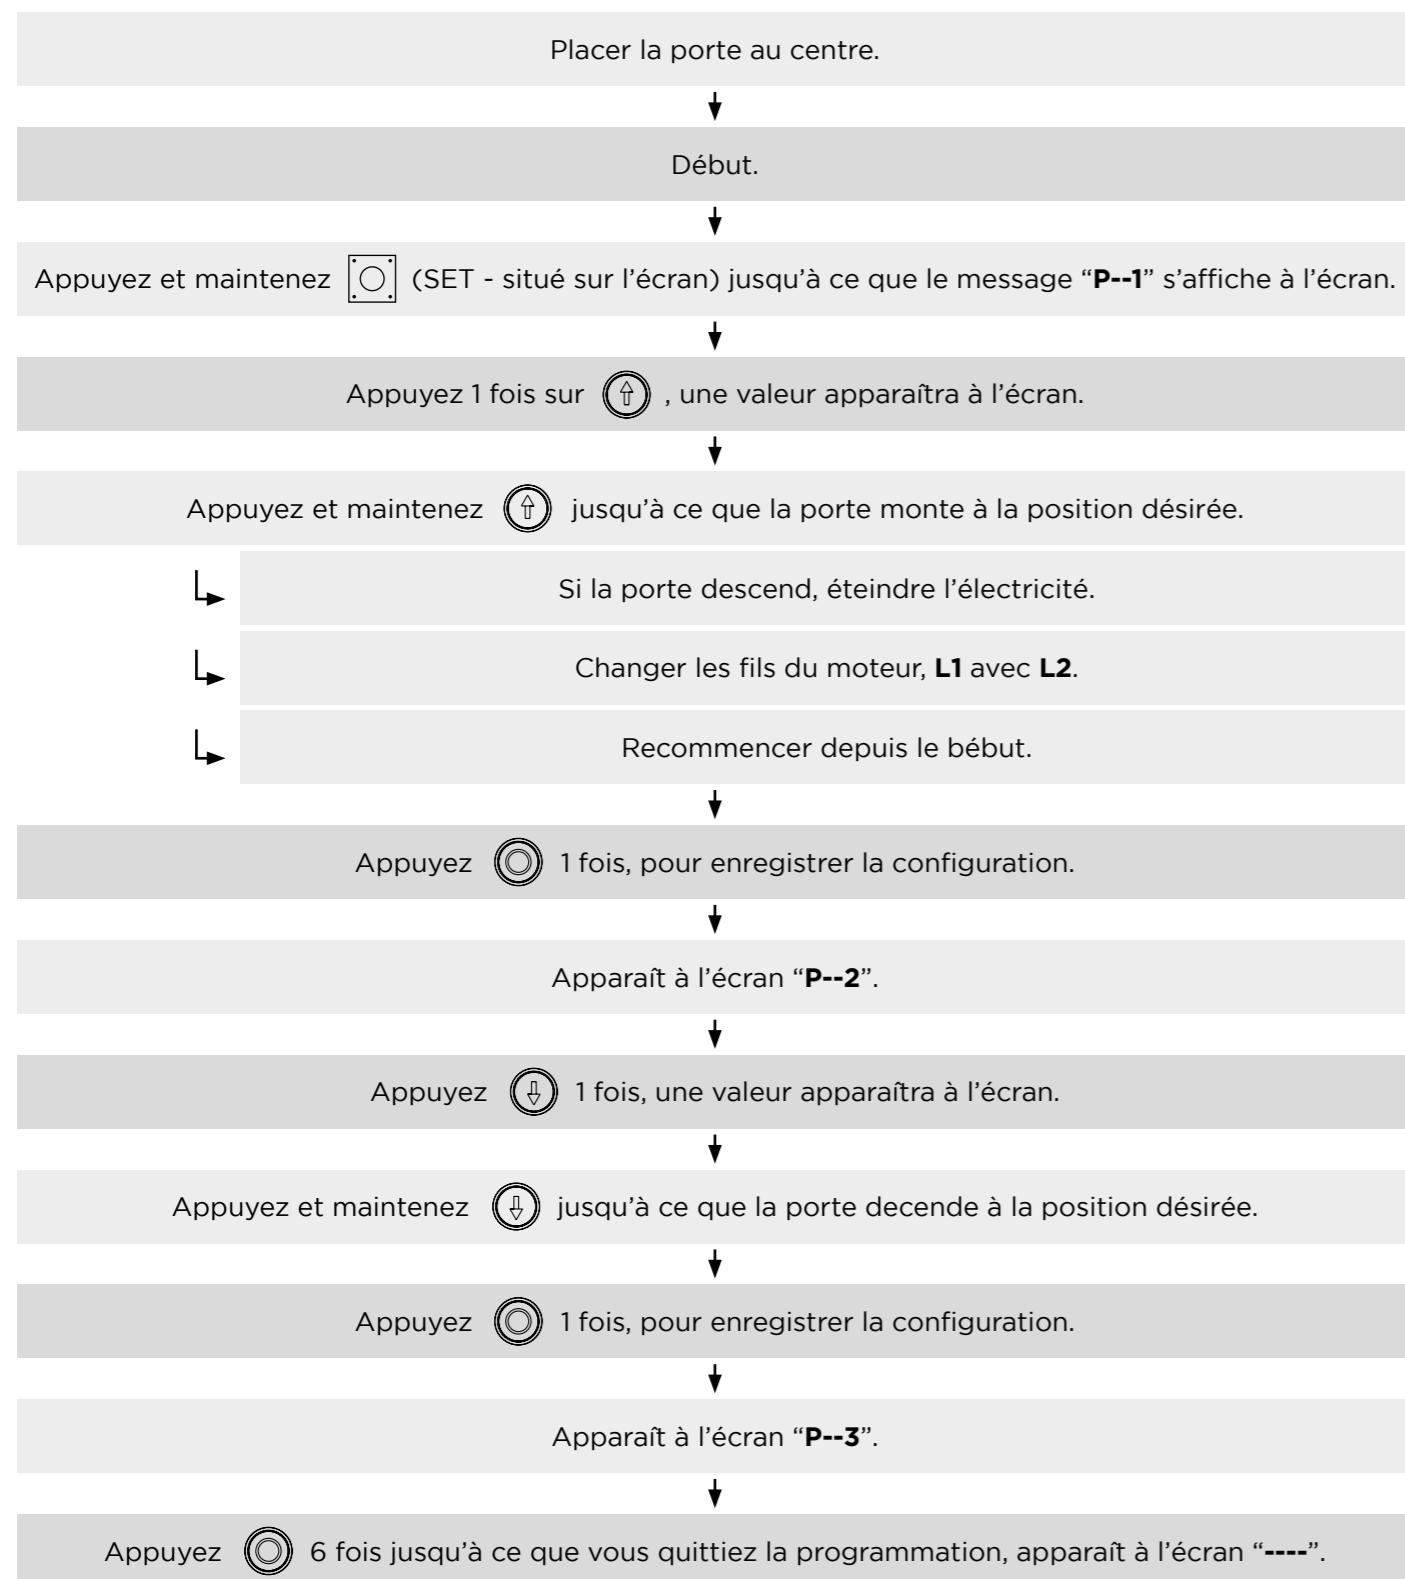 Placer la porte au centre.
Début.
Appuyez et maintenez (SET - situé sur l’écran) jusqu’à ce que le message “P--1” s’affiche à l’écran.
Appuyez 1 fois sur , une valeur apparaîtra à l’écran.
Appuyez et maintenez jusqu’à ce que la porte monte à la position désirée.
Si la porte descend, éteindre l’électricité.
Changer les fils du moteur, L1 avec L2.
Recommencer depuis le bébut.
Appuyez 1 fois, pour enregistrer la configuration.
Apparaît à l’écran “P--2”.
Appuyez 1 fois, une valeur apparaîtra à l’écran.
Appuyez et maintenez jusqu’à ce que la porte decende à la position désirée.
Appuyez 1 fois, pour enregistrer la configuration.
Apparaît à l’écran “P--3”.
Appuyez 6 fois jusqu’à ce que vous quittiez la programmation, apparaît à l’écran “----”.